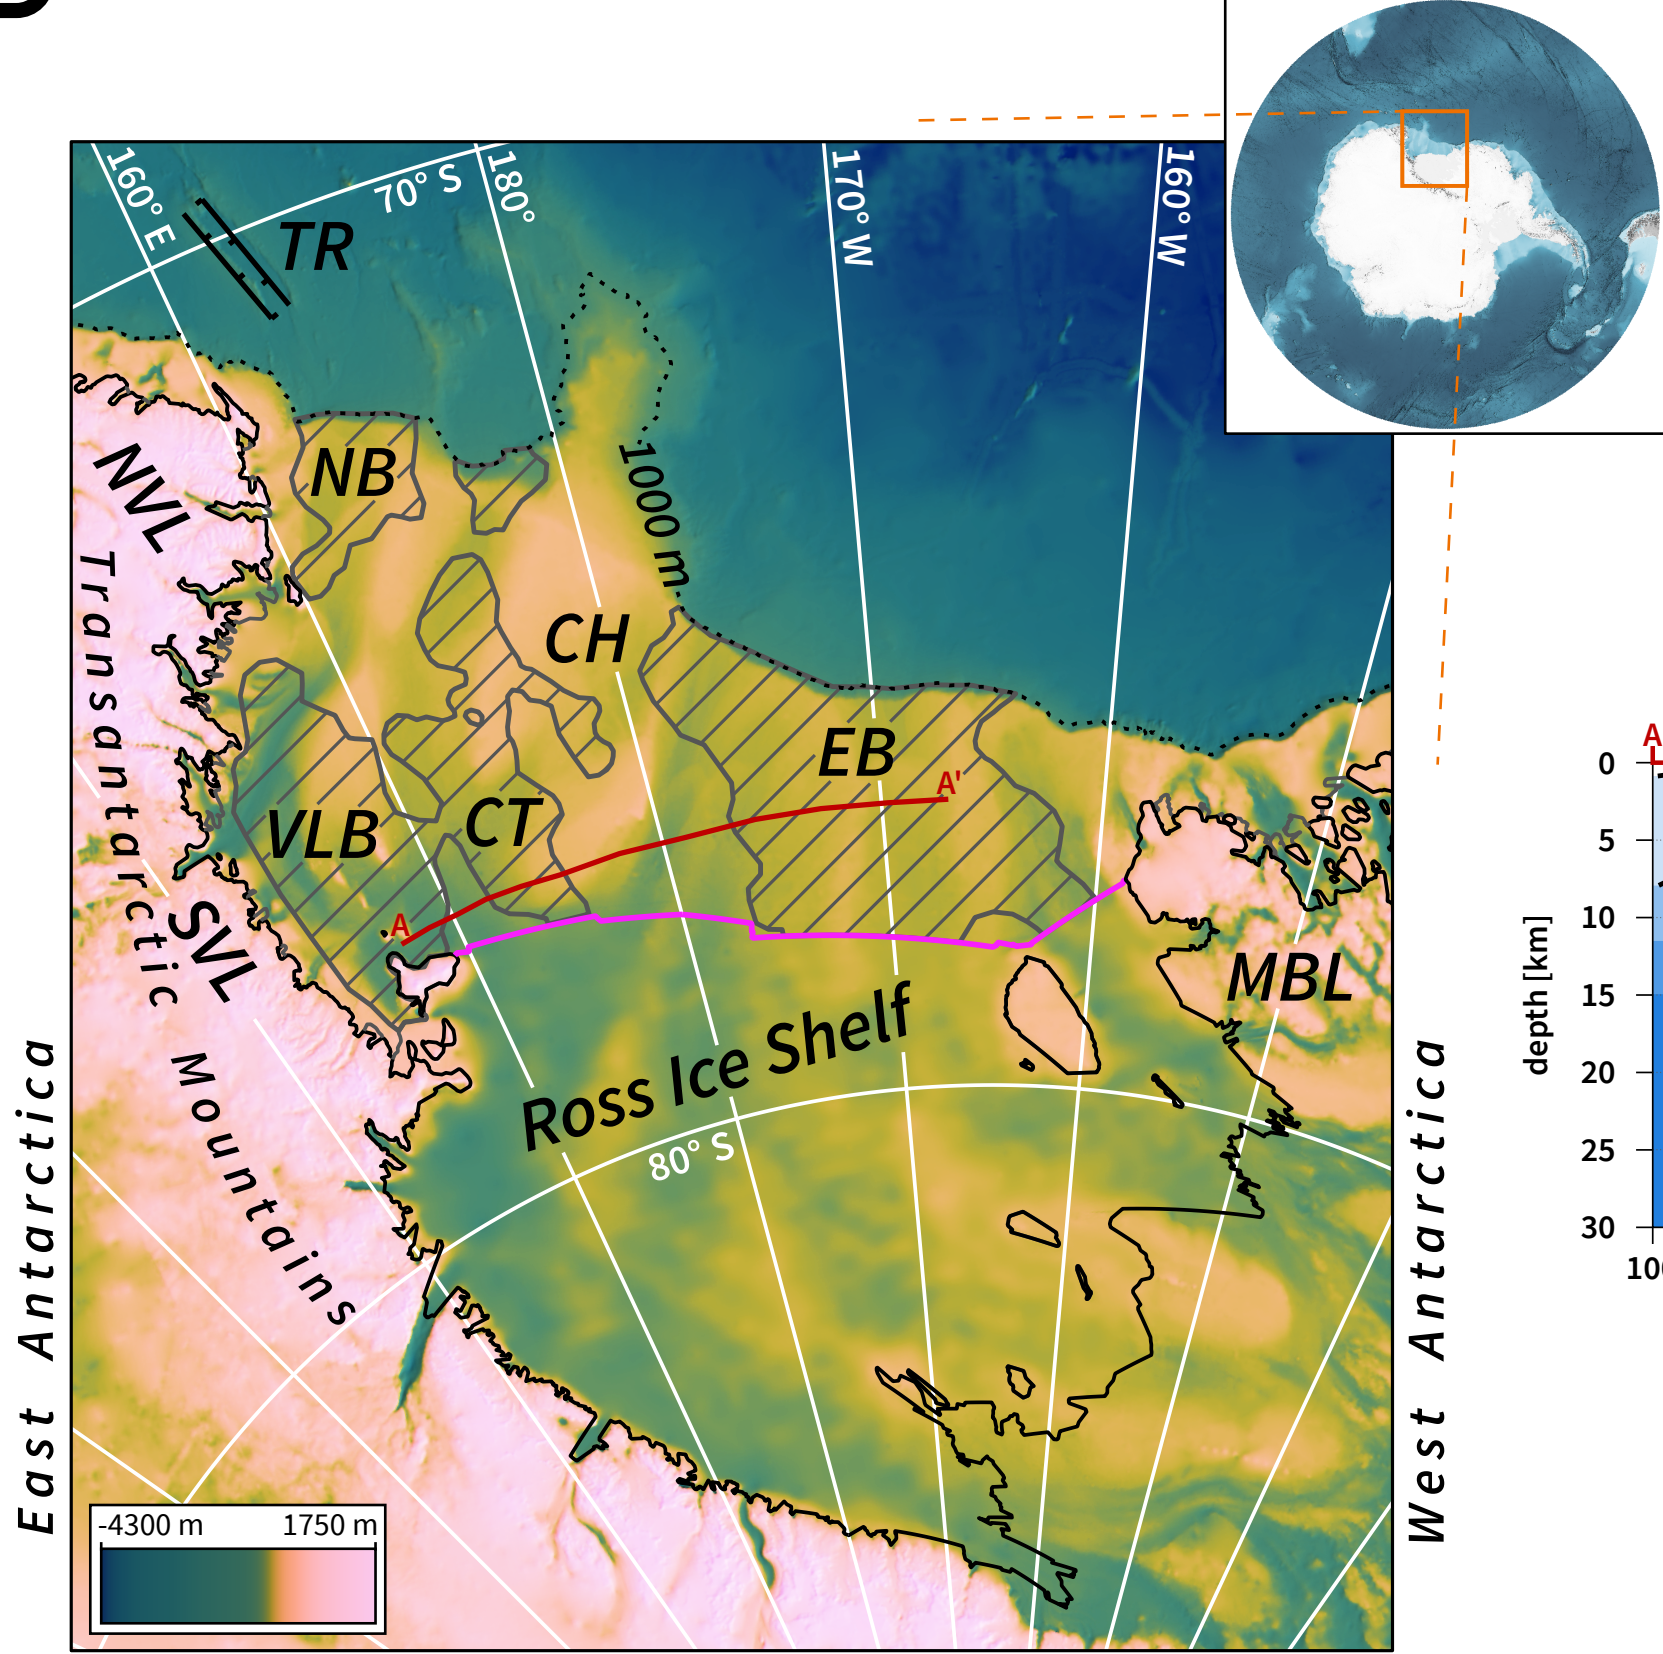 160° E
70° S
180°
170° W
160° W
TR
NB
NVL
1000 m
CH
EB
A'
VLB
CT
A
SVL
MBL
Transantarctic Mountains
Ross Ice Shelf
80° S
East Antarctica
West Antarctica
-4300 m 1750 m
A
0
5
10
15
20
25
30
depth [km]